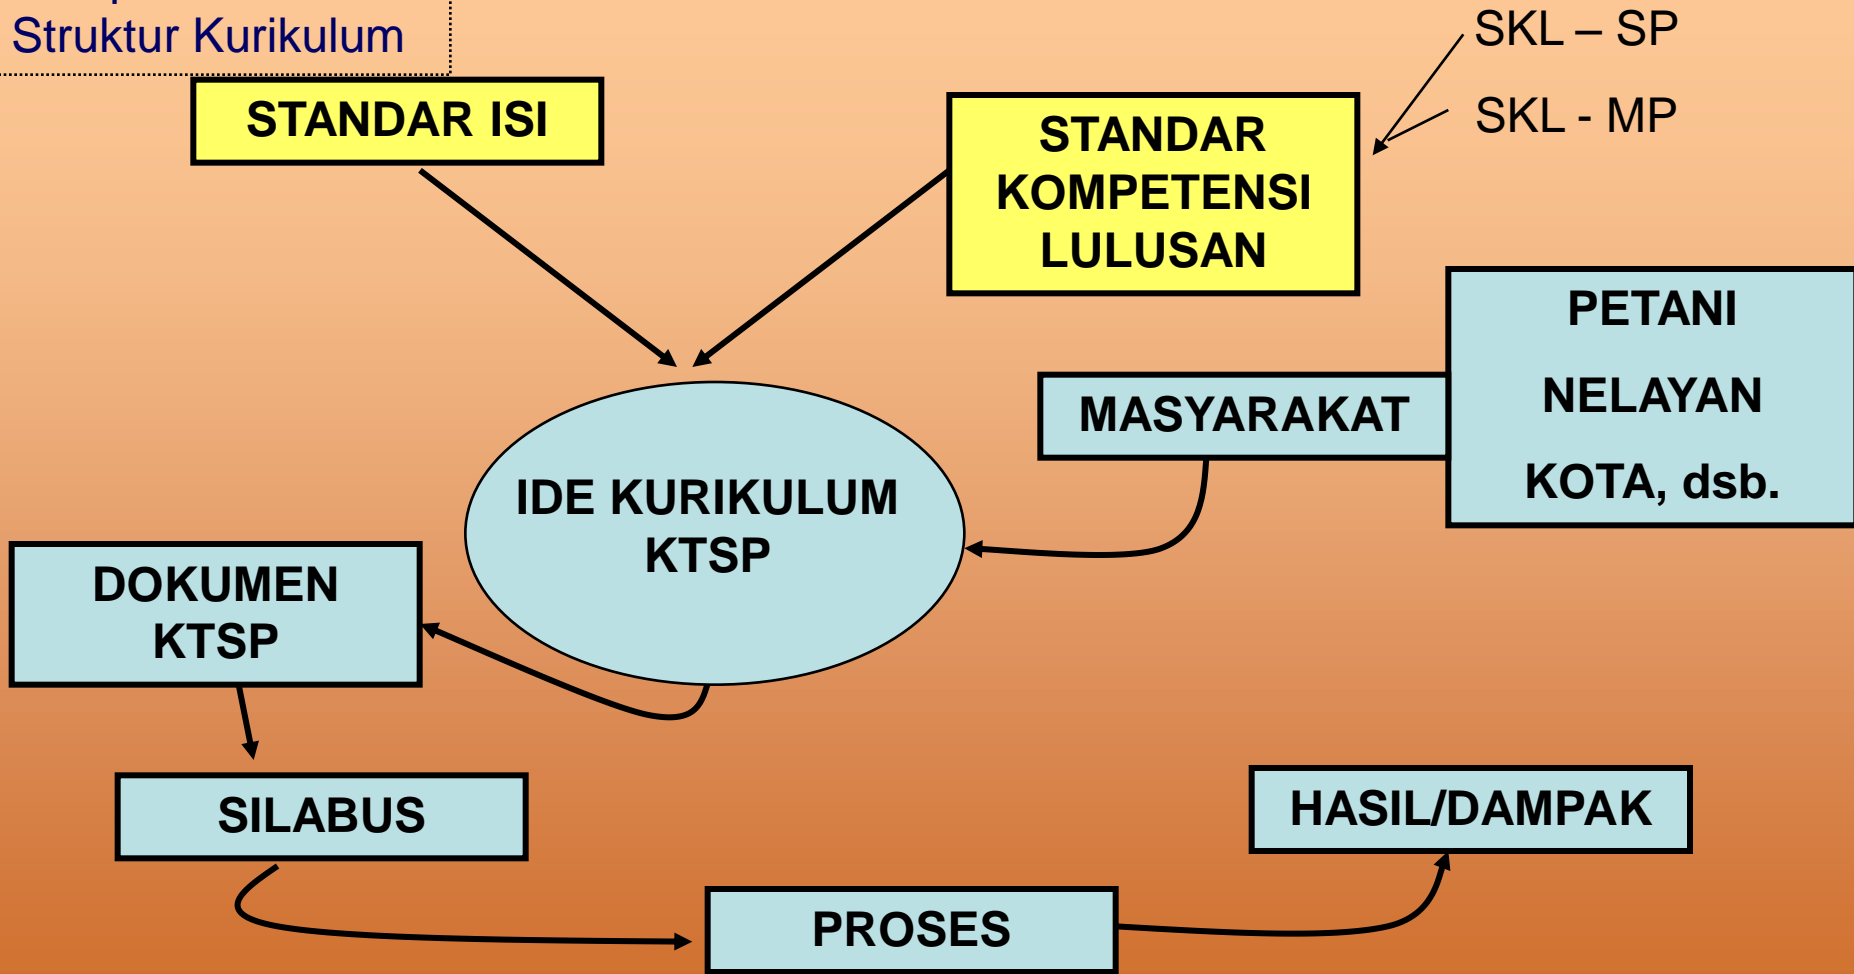 Struktur Kurikulum
SKL – SP
SKL - MP
STANDAR ISI
STANDAR
KOMPETENSI
LULUSAN
PETANI
NELAYAN
KOTA, dsb.
MASYARAKAT
IDE KURIKULUM
KTSP
DOKUMEN
KTSP
SILABUS
HASIL/DAMPAK
PROSES